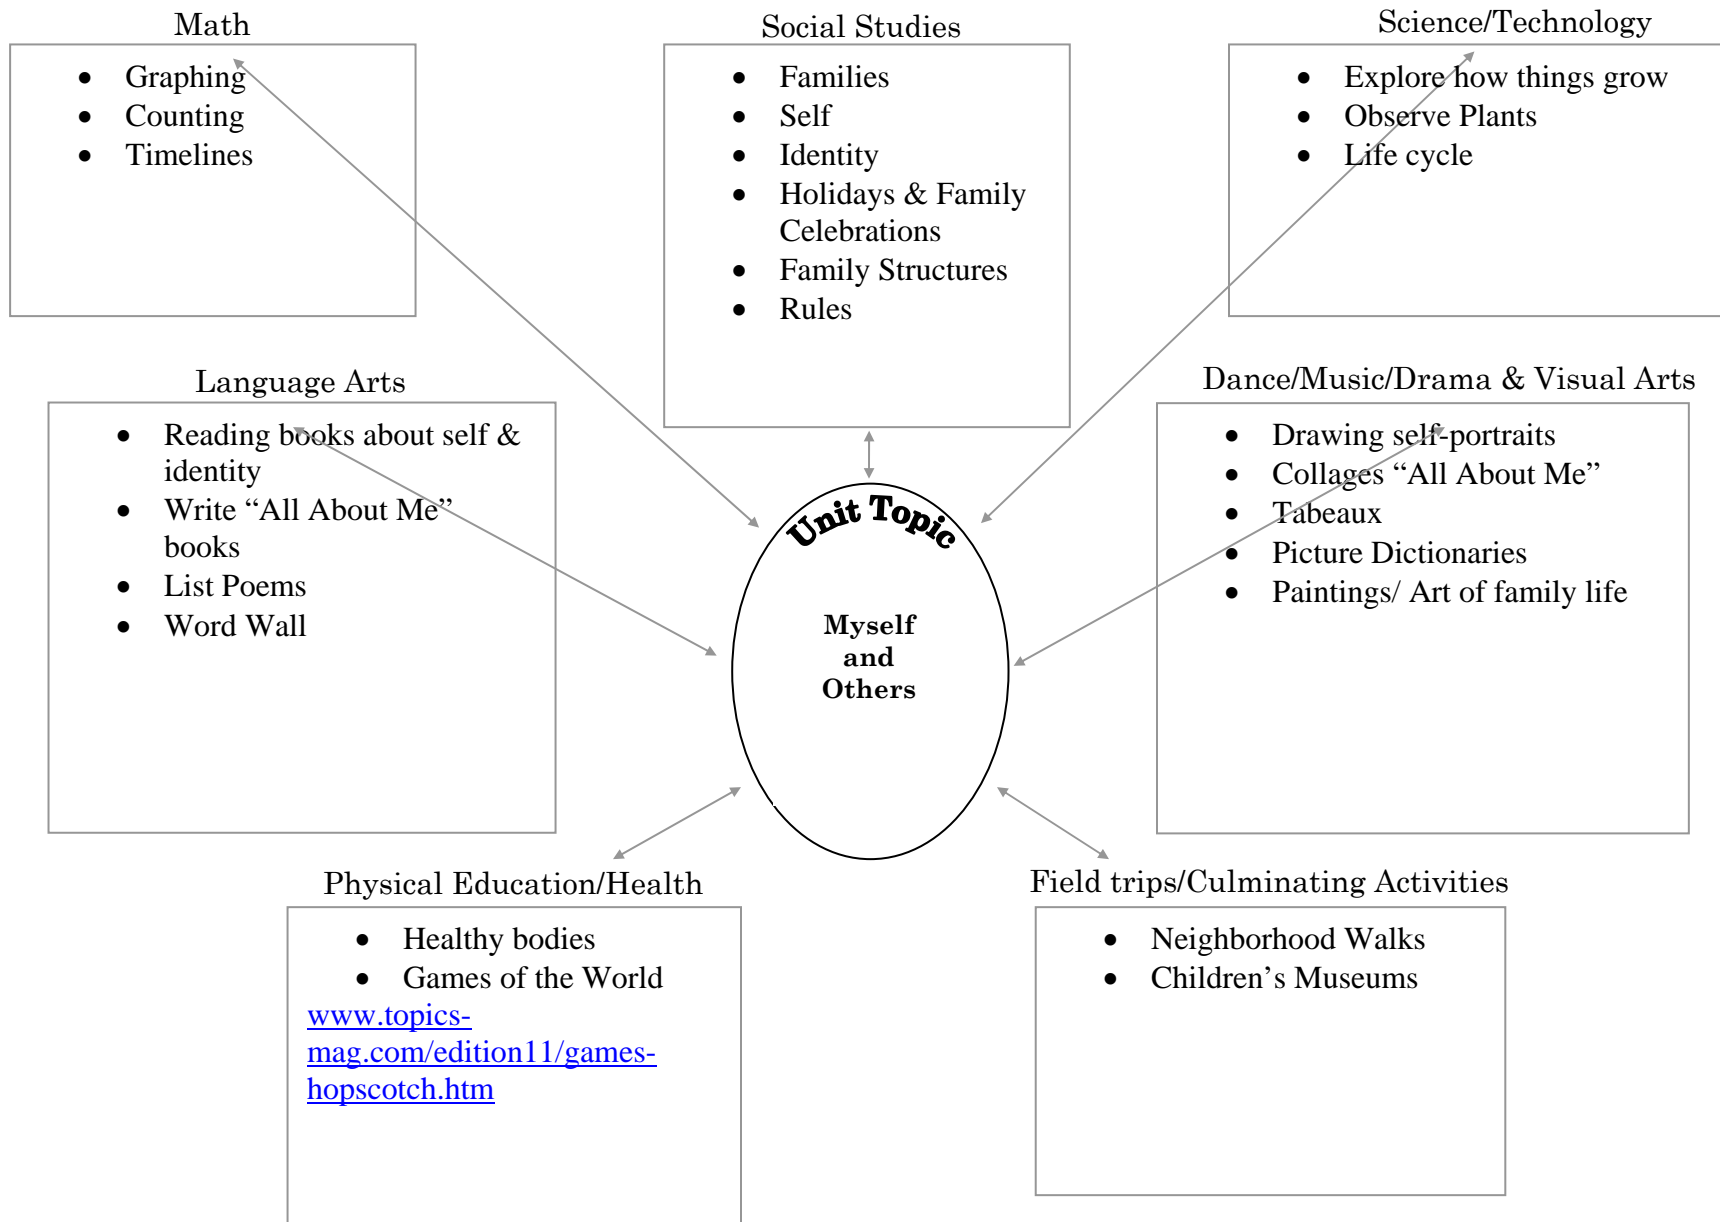 Math
• Graphing
• Counting
• Timelines
Social Studies
• Families
• Self
• Identity
• Holidays & Family
Celebrations
• Family Structures
• Rules
Science/Technology
• Explore how things grow
• Observe Plants
• Life cycle
Language Arts
• Reading books about self &
identity
• Write “All About Me”
books
• List Poems
• Word Wall
Unit Topic
Myself
and
Others
Dance/Music/Drama & Visual Arts
• Drawing self-portraits
• Collages “All About Me”
• Tabeaux
• Picture Dictionaries
• Paintings/ Art of family life
Physical Education/Health
• Healthy bodies
• Games of the World
www.topics-
mag.com/edition11/games-
hopscotch.htm
Field trips/Culminating Activities
• Neighborhood Walks
• Children’s Museums